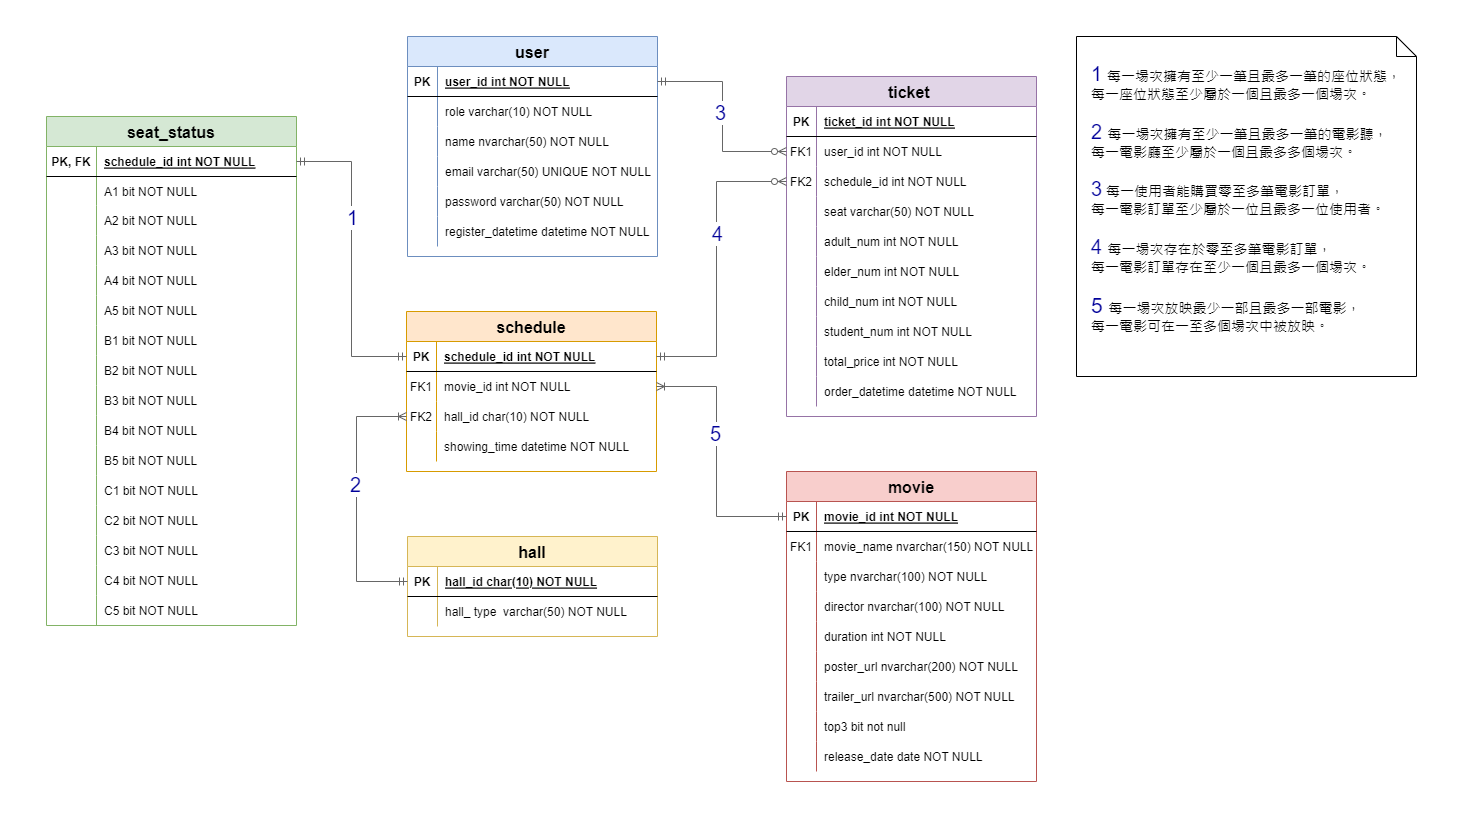 seat_status
PK, FK schedule_id int NOT NULL
A1 bit NOT NULL
A2 bit NOT NULL
A3 bit NOT NULL
A4 bit NOT NULL
A5 bit NOT NULL
B1 bit NOT NULL
B2 bit NOT NULL
B3 bit NOT NULL
B4 bit NOT NULL
B5 bit NOT NULL
C1 bit NOT NULL
C2 bit NOT NULL
C3 bit NOT NULL
C4 bit NOT NULL
C5 bit NOT NULL
1
user
PK user_id int NOT NULL
role varchar(10) NOT NULL
name nvarchar(50) NOT NULL
email varchar(50) UNIQUE NOT NULL
password varchar(50) NOT NULL
register_datetime datetime NOT NULL
schedule
PK schedule_id int NOT NULL
FK1 movie_id int NOT NULL
FK2 hall_id char(10) NOT NULL
showing_time datetime NOT NULL
2
hall
PK hall_id char(10) NOT NULL
hall_ type  varchar(50) NOT NULL
3
4
5
ticket
PK ticket_id int NOT NULL
FK1 user_id int NOT NULL
FK2 schedule_id int NOT NULL
seat varchar(50) NOT NULL
adult_num int NOT NULL
elder_num int NOT NULL
child_num int NOT NULL
student_num int NOT NULL
total_price int NOT NULL
order_datetime datetime NOT NULL
movie
PK movie_id int NOT NULL
FK1 movie_name nvarchar(150) NOT NULL
type nvarchar(100) NOT NULL
director nvarchar(100) NOT NULL
duration int NOT NULL
poster_url nvarchar(200) NOT NULL
trailer_url nvarchar(500) NOT NULL
top3 bit not null
release_date date NOT NULL
1 每一場次擁有至少一筆且最多一筆的座位狀態，
每一座位狀態至少屬於一個且最多一個場次。
2 每一場次擁有至少一筆且最多一筆的電影聽，
每一電影廳至少屬於一個且最多多個場次。
3 每一使用者能購買零至多筆電影訂單，
每一電影訂單至少屬於一位且最多一位使用者。
4 每一場次存在於零至多筆電影訂單，
每一電影訂單存在至少一個且最多一個場次。
5 每一場次放映最少一部且最多一部電影，
每一電影可在一至多個場次中被放映。